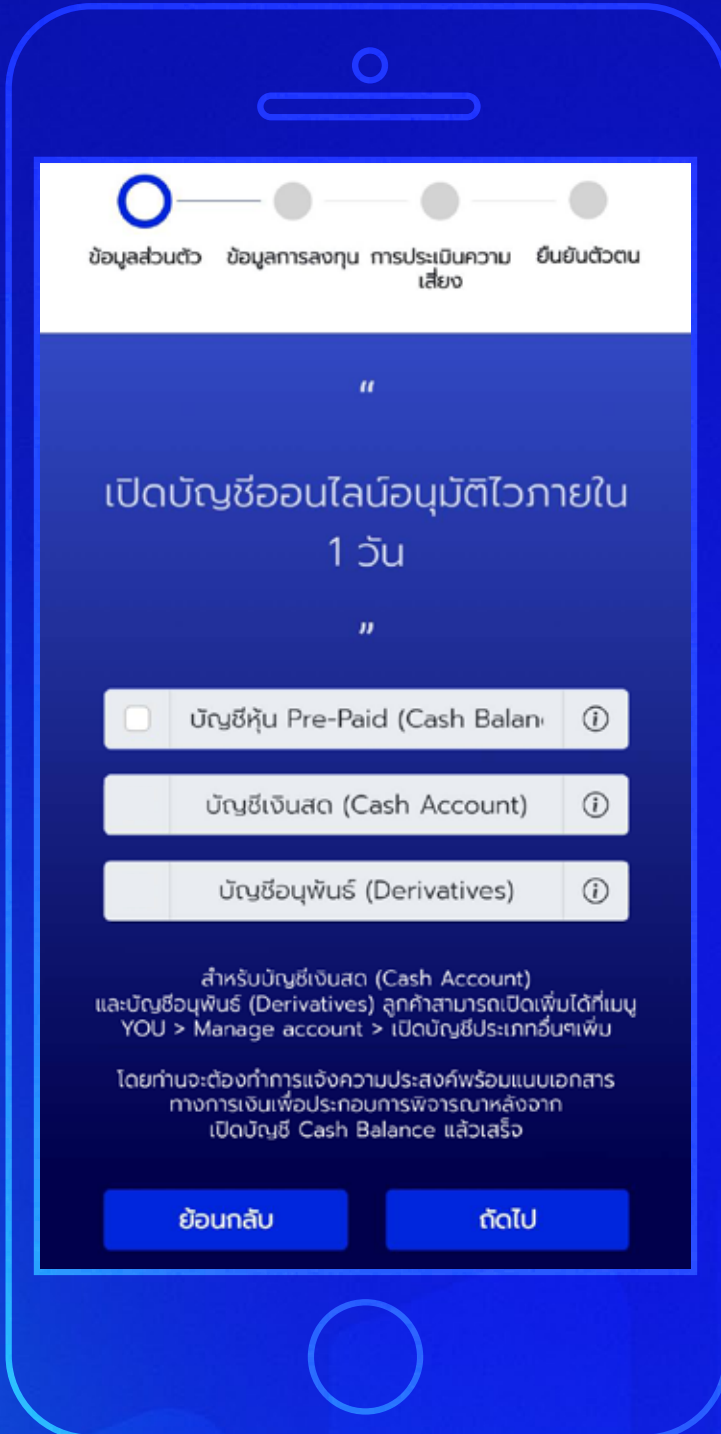 ข้อมูลส่วนตัว ข้อมูลการลงทุน การประเมินความ ยืนยันตัวตน
เสี่ยง
“
เปิดบัญชีออนไลน์อนุมัติไวภายใน
1 วัน
”
บัญชีหุ้น Pre-Paid (Cash Balan
บัญชีเงินสด (Cash Account)
บัญชีอนุพันธ์ (Derivatives)
สำหรับบัญชีเงินสด (Cash Account)
และบัญชีอนุพันธ์ (Derivatives) ลูกค้าสามารถเปิดเพิ่มได้ที่เมนู
YOU > Manage account > เปิดบัญชีประเภทอื่นๆเพิ่ม
โดยท่านจะต้องทำการแจ้งความประสงค์พร้อมแนบเอกสาร
ทางการเงินเพื่อประกอบการพิจารณาหลังจาก
เปิดบัญชี Cash Balance แล้วเสร็จ
ย้อนกลับ ถัดไป